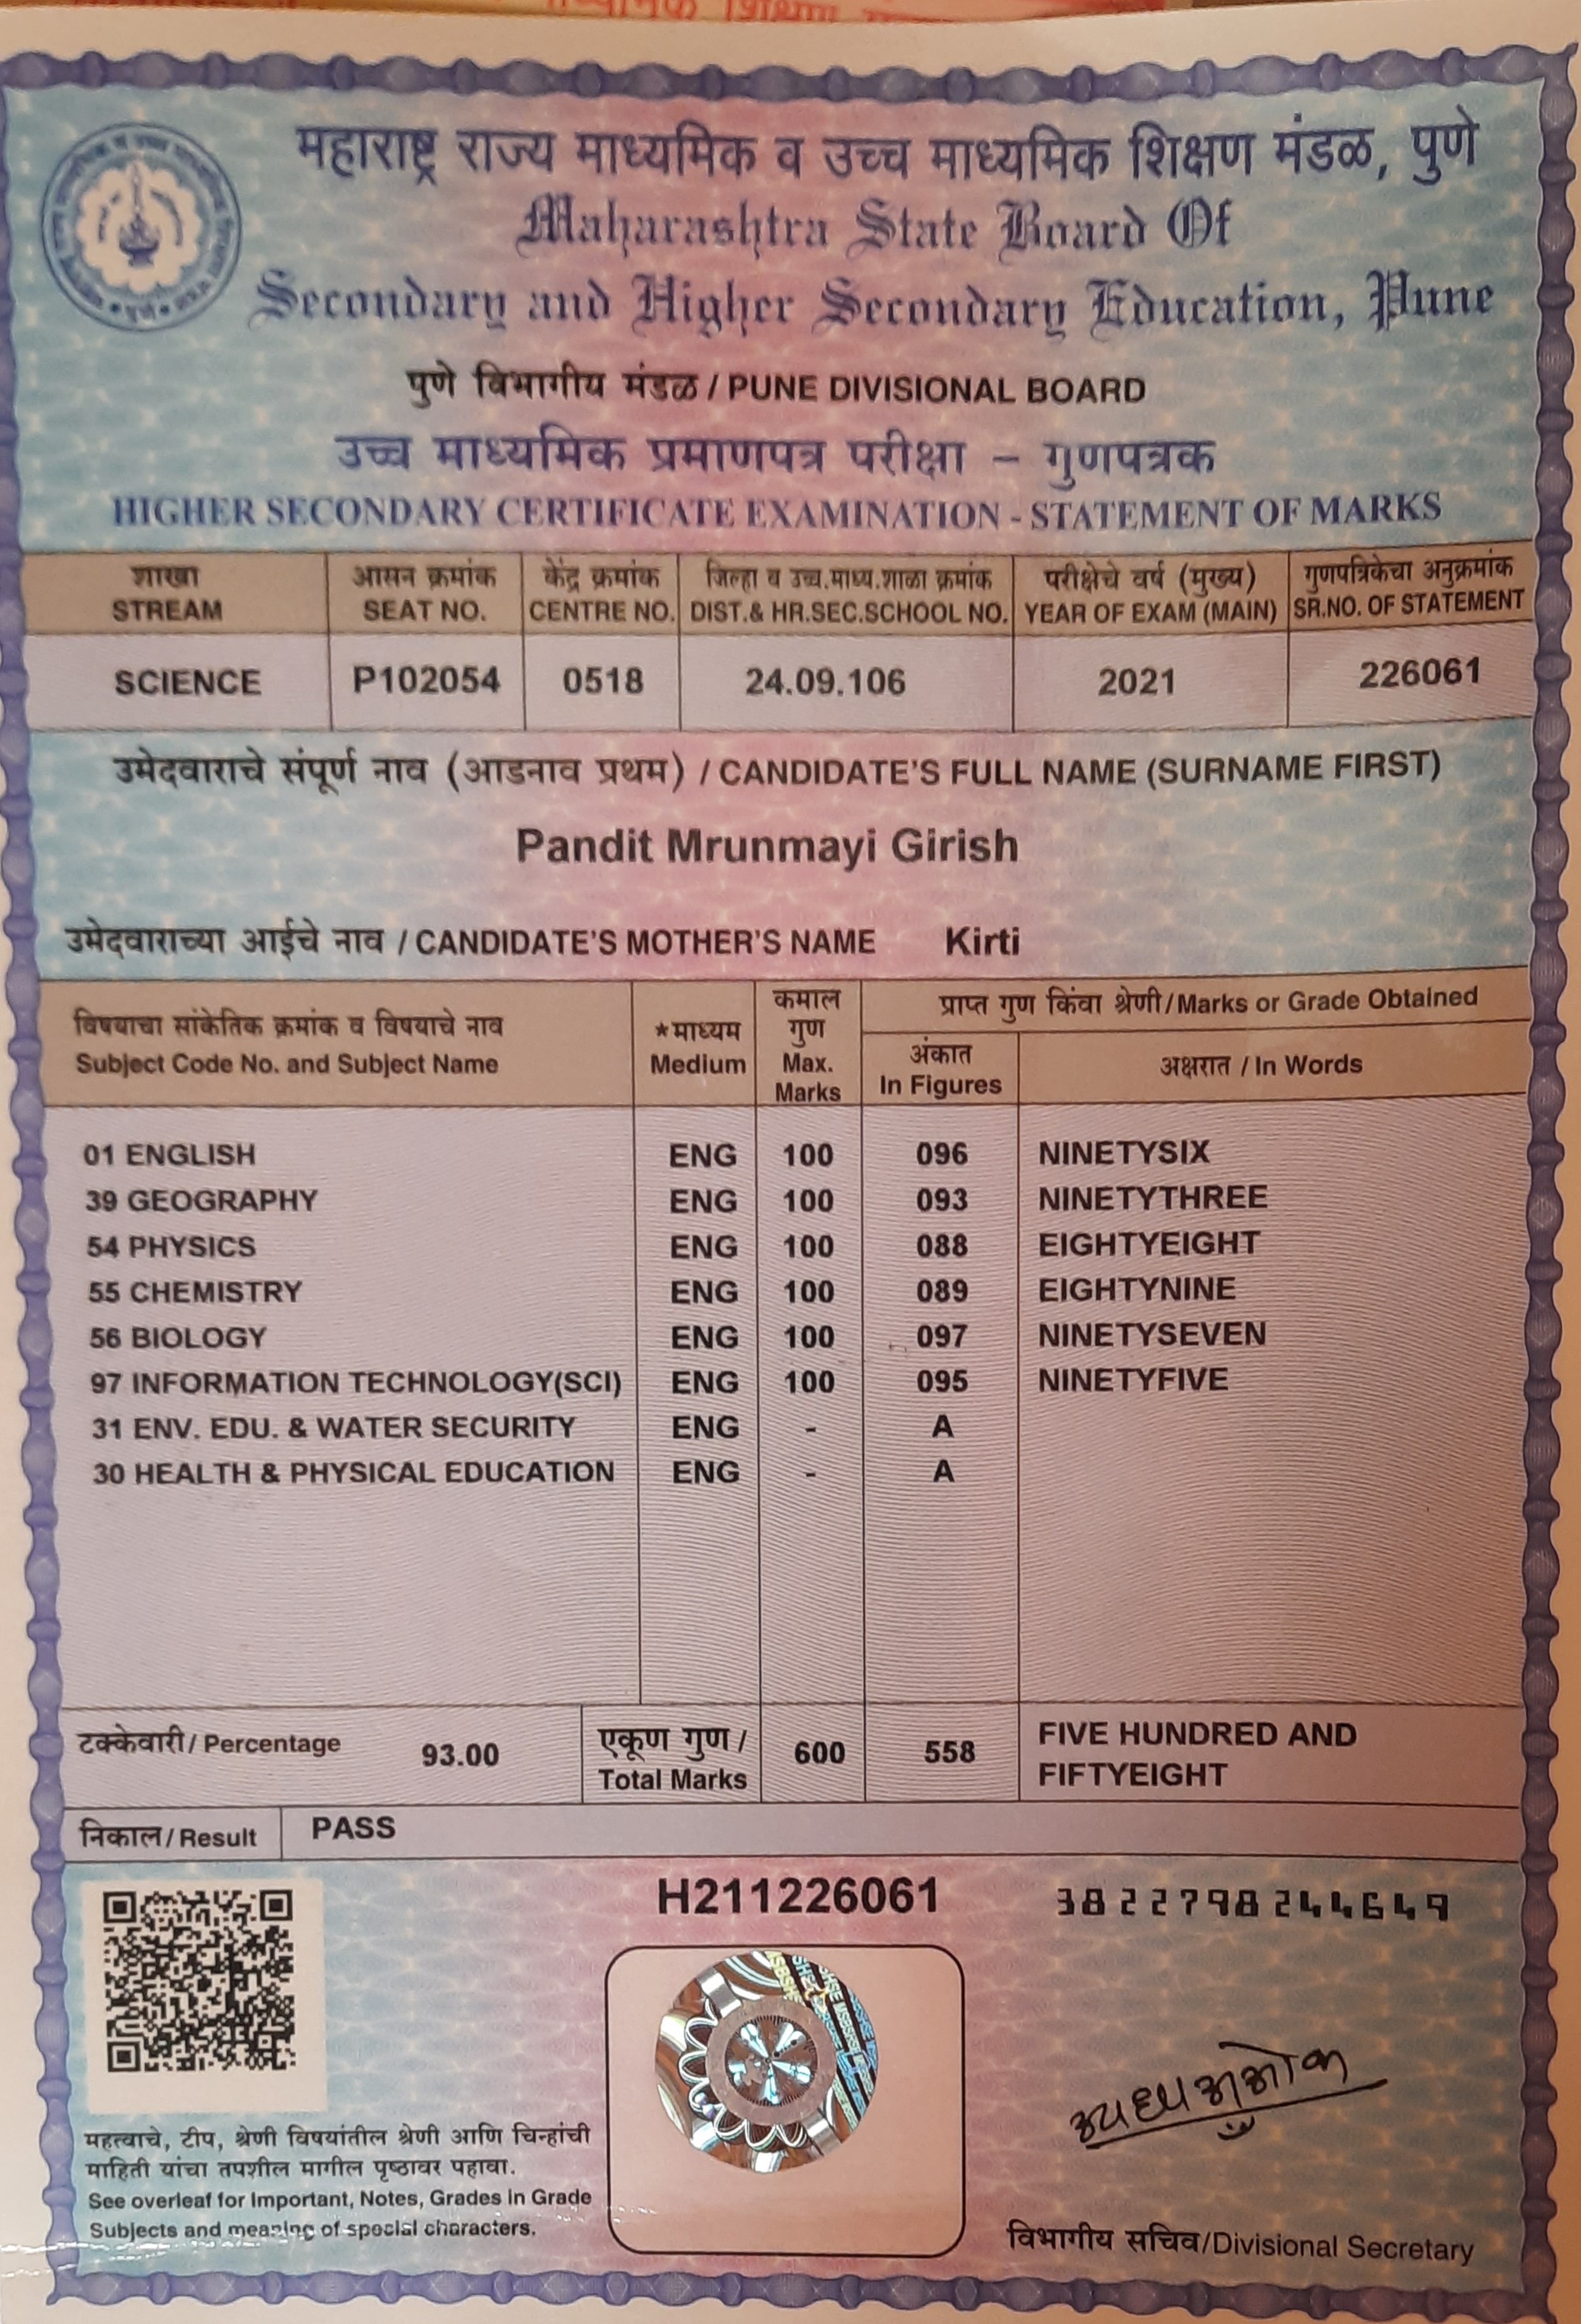 महाराष्ट्र राज्य माध्यमिक व उच्च माध्यमिक शिक्षण मंडळ, पुणे
Maharashtra State Board Of
Secondary and Higher Secondary Education, Pune
पुणे विभागीय मंडळ / PUNE DIVISIONAL BOARD
उच्च माध्यमिक प्रमाणपत्र परीक्षा – गुणपत्रक
HIGHER SECONDARY CERTIFICATE EXAMINATION - STATEMENT OF MARKS
शाखा आसन क्रमांक केंद्र क्रमांक जिल्हा व उच्च.माध्य.शाळा क्रमांक परीक्षेचे वर्ष (मुख्य) गुणपत्रिकेचा अनुक्रमांक
STREAM SEAT NO. CENTRE NO. DIST.& HR.SEC.SCHOOL NO. YEAR OF EXAM (MAIN) SR.NO. OF STATEMENT
SCIENCE P102054 0518 24.09.106 2021 226061
उमेदवाराचे संपूर्ण नाव (आडनाव प्रथम) / CANDIDATE'S FULL NAME (SURNAME FIRST)
Pandit Mrunmayi Girish
उमेदवाराच्या आईचे नाव / CANDIDATE'S MOTHER'S NAME Kirti
विषयाचा सांकेतिक क्रमांक व विषयाचे नाव
Subject Code No. and Subject Name
*माध्यम
Medium
कमाल
गुण
Max.
Marks
प्राप्त गुण किंवा श्रेणी/Marks or Grade Obtained
अंकात
In Figures
अक्षरात / In Words
01 ENGLISH ENG 100 096 NINETYSIX
39 GEOGRAPHY ENG 100 093 NINETYTHREE
54 PHYSICS ENG 100 088 EIGHTYEIGHT
55 CHEMISTRY ENG 100 089 EIGHTYNINE
56 BIOLOGY ENG 100 097 NINETYSEVEN
97 INFORMATION TECHNOLOGY(SCI) ENG 100 095 NINETYFIVE
31 ENV. EDU. & WATER SECURITY ENG - A
30 HEALTH & PHYSICAL EDUCATION ENG - A
टक्केवारी/ Percentage 93.00
एकूण गुण /
Total Marks
600 558
FIVE HUNDRED AND
FIFTYEIGHT
निकाल/ Result PASS
H211226061
3822798244649
महत्वाचे, टीप, श्रेणी विषयांतील श्रेणी आणि चिन्हांची
माहिती यांचा तपशील मागील पृष्ठावर पहावा.
See overleaf for Important, Notes, Grades in Grade
Subjects and meaning of special characters.
विभागीय सचिव/Divisional Secretary